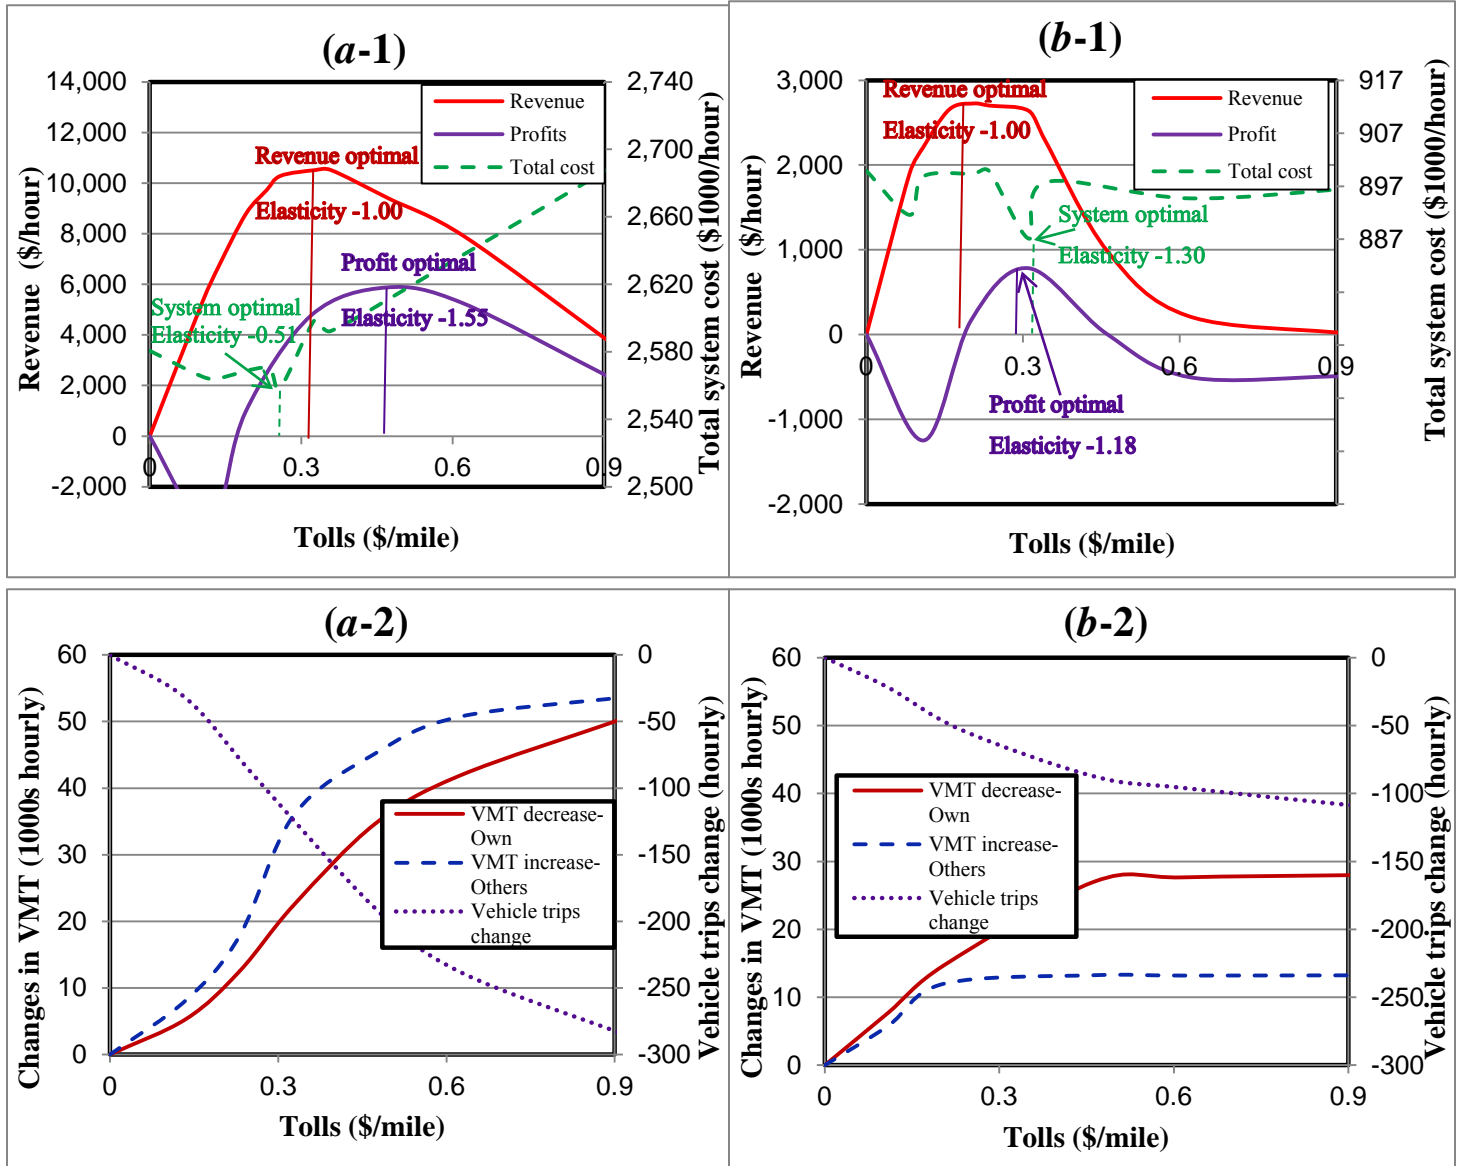 (a-1)
14,000
12,000
10,000
8,000
6,000
4,000
2,000
0
-2,000
Revenue ($/hour)
2,740
2,700
2,660
2,620
2,580
2,540
2,500
Total system cost ($1000/hour)
Revenue
Profits
Total cost
Revenue optimal
Elasticity -1.00
Profit optimal
Elasticity -1.55
System optimal
Elasticity -0.51
0
0.3
0.6
0.9
Tolls ($/mile)
(b-1)
3,000
2,000
1,000
0
-1,000
-2,000
Revenue ($/hour)
917
907
897
887
Total system cost ($1000/hour)
Revenue
Profit
Total cost
Revenue optimal
Elasticity -1.00
System optimal
Elasticity -1.30
Profit optimal
Elasticity -1.18
0
0.3
0.6
0.9
Tolls ($/mile)
(a-2)
60
50
40
30
20
10
0
Changes in VMT (1000s hourly)
0
-50
-100
-150
-200
-250
-300
Vehicle trips change (hourly)
VMT decrease-
Own
VMT increase-
Others
Vehicle trips
change
0
0.3
0.6
0.9
Tolls ($/mile)
(b-2)
60
50
40
30
20
10
0
Changes in VMT (1000s hourly)
0
-50
-100
-150
-200
-250
-300
Vehicle trips change (hourly)
VMT decrease-
Own
VMT increase-
Others
Vehicle trips
change
0
0.3
0.6
0.9
Tolls ($/mile)